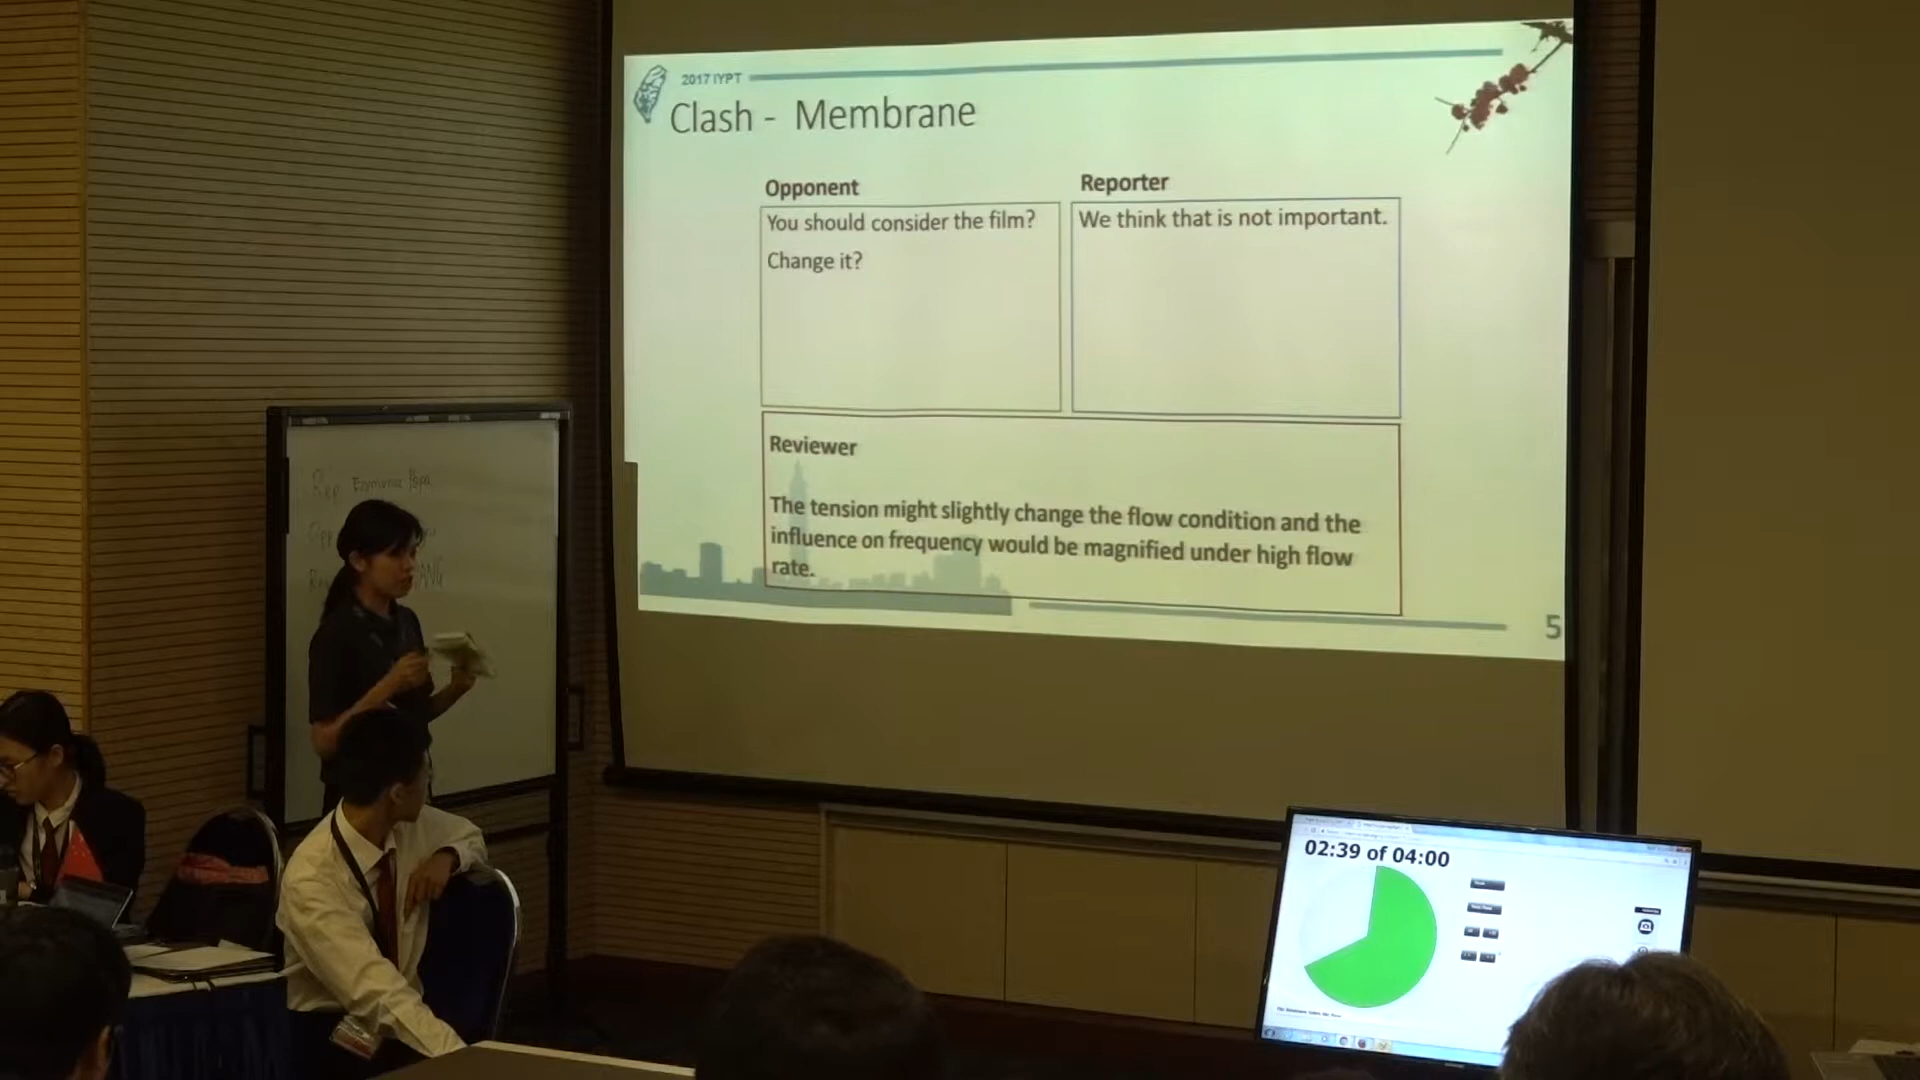 2017 IYPT
Clash - Membrane
Opponent
You should consider the film?
Change it?
Reporter
We think that is not important.
Reviewer
The tension might slightly change the flow condition and the
influence on frequency would be magnified under high flow
rate.
5
Rep
ANG
02:39 of 04:00